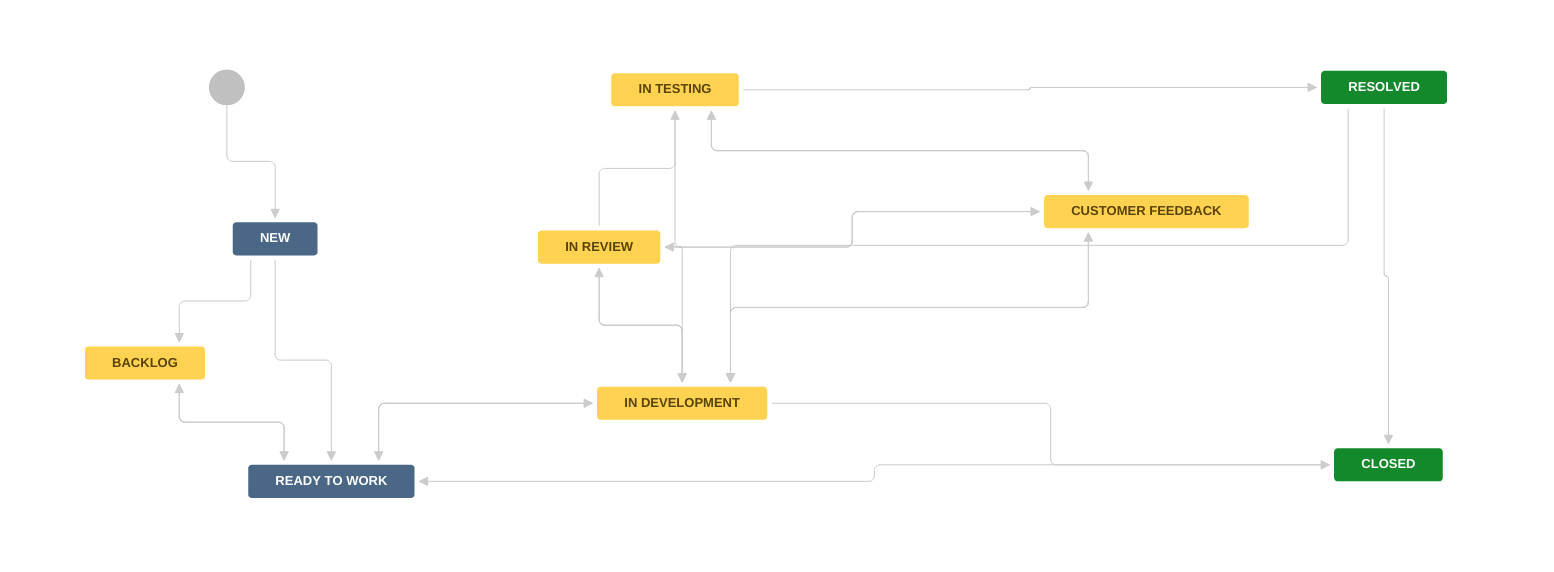 IN TESTING
RESOLVED
CUSTOMER FEEDBACK
NEW
IN REVIEW
BACKLOG
IN DEVELOPMENT
READY TO WORK
CLOSED